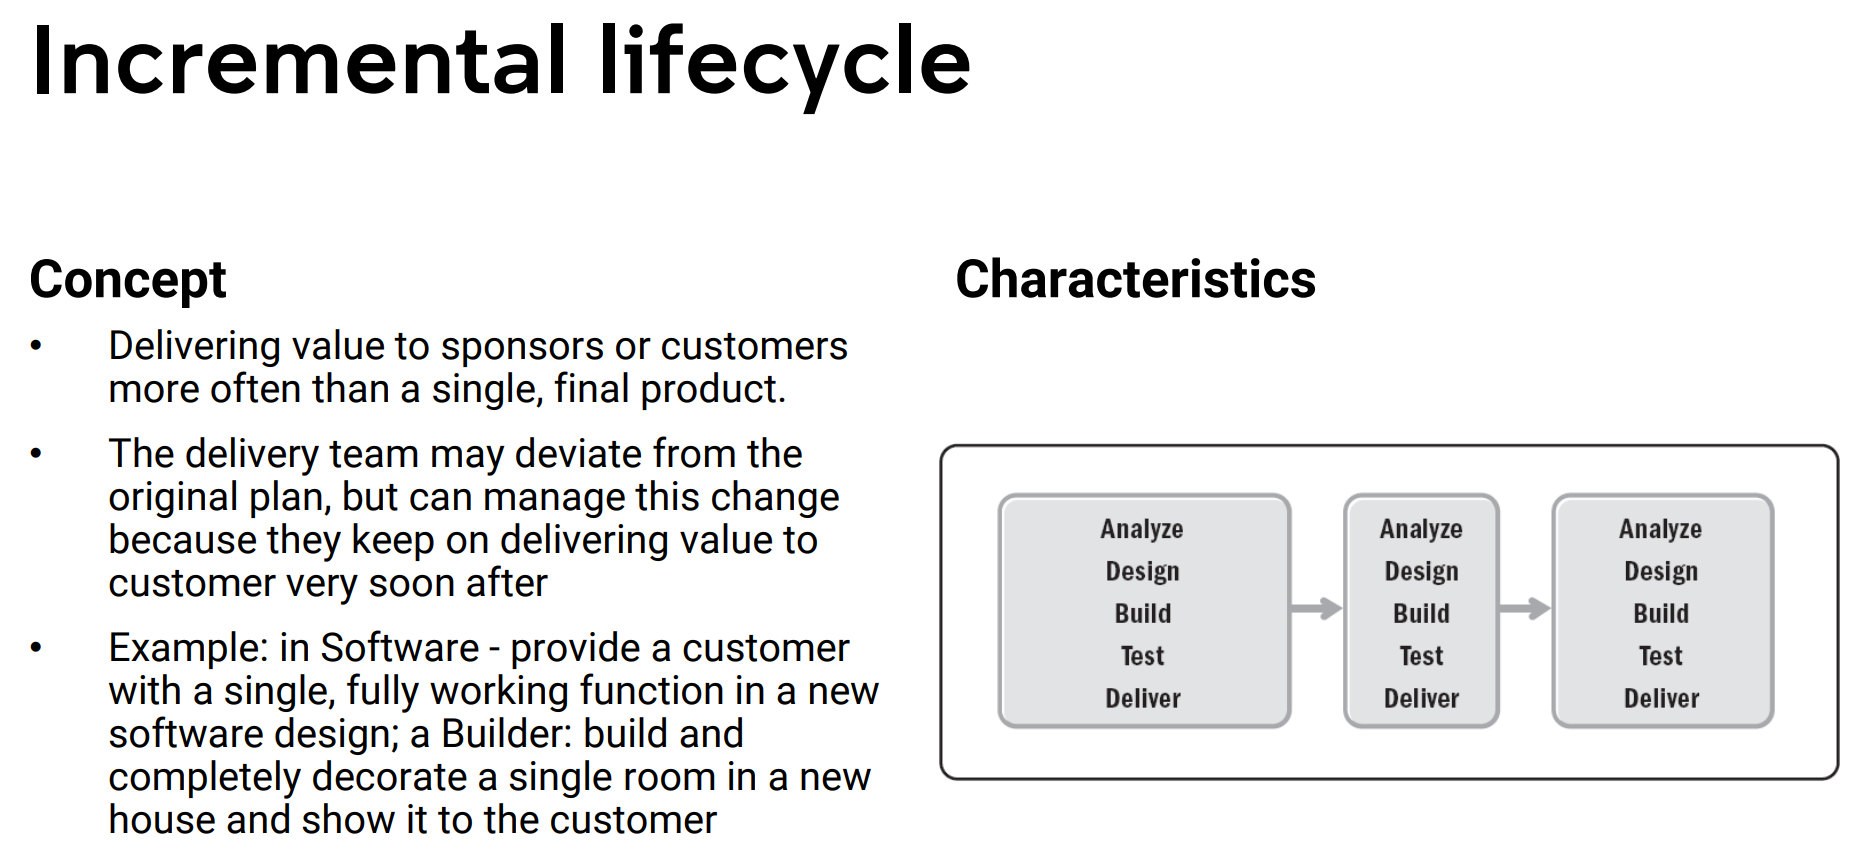 Incremental lifecycle
Concept
• Delivering value to sponsors or customers
more often than a single, final product.
• The delivery team may deviate from the
original plan, but can manage this change
because they keep on delivering value to
customer very soon after
• Example: in Software - provide a customer
with a single, fully working function in a new
software design; a Builder: build and
completely decorate a single room in a new
house and show it to the customer
Characteristics
Analyze
Design
Build
Test
Deliver
Analyze
Design
Build
Test
Deliver
Analyze
Design
Build
Test
Deliver